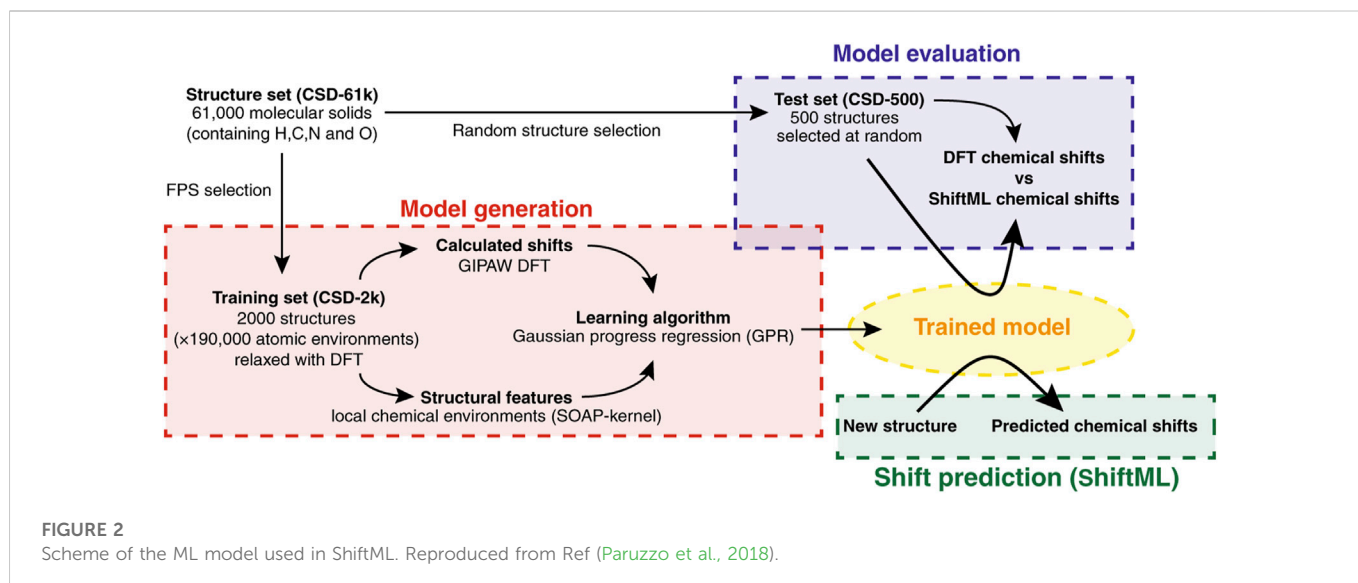 Model evaluation
Structure set (CSD-61k)
61,000 molecular solids
(containing H,C,N and O)
Random structure selection
Test set (CSD-500)
500 structures
selected at random
DFT chemical shifts
vs
ShiftML chemical shifts
FPS selection
Model generation
Calculated shifts
GIPAW DFT
Training set (CSD-2k)
2000 structures
(×190,000 atomic environments)
relaxed with DFT
Learning algorithm
Gaussian progress regression (GPR)
Structural features
local chemical environments (SOAP-kernel)
Trained model
New structure
Predicted chemical shifts
Shift prediction (ShiftML)
FIGURE 2
Scheme of the ML model used in ShiftML. Reproduced from Ref (Paruzzo et al., 2018).